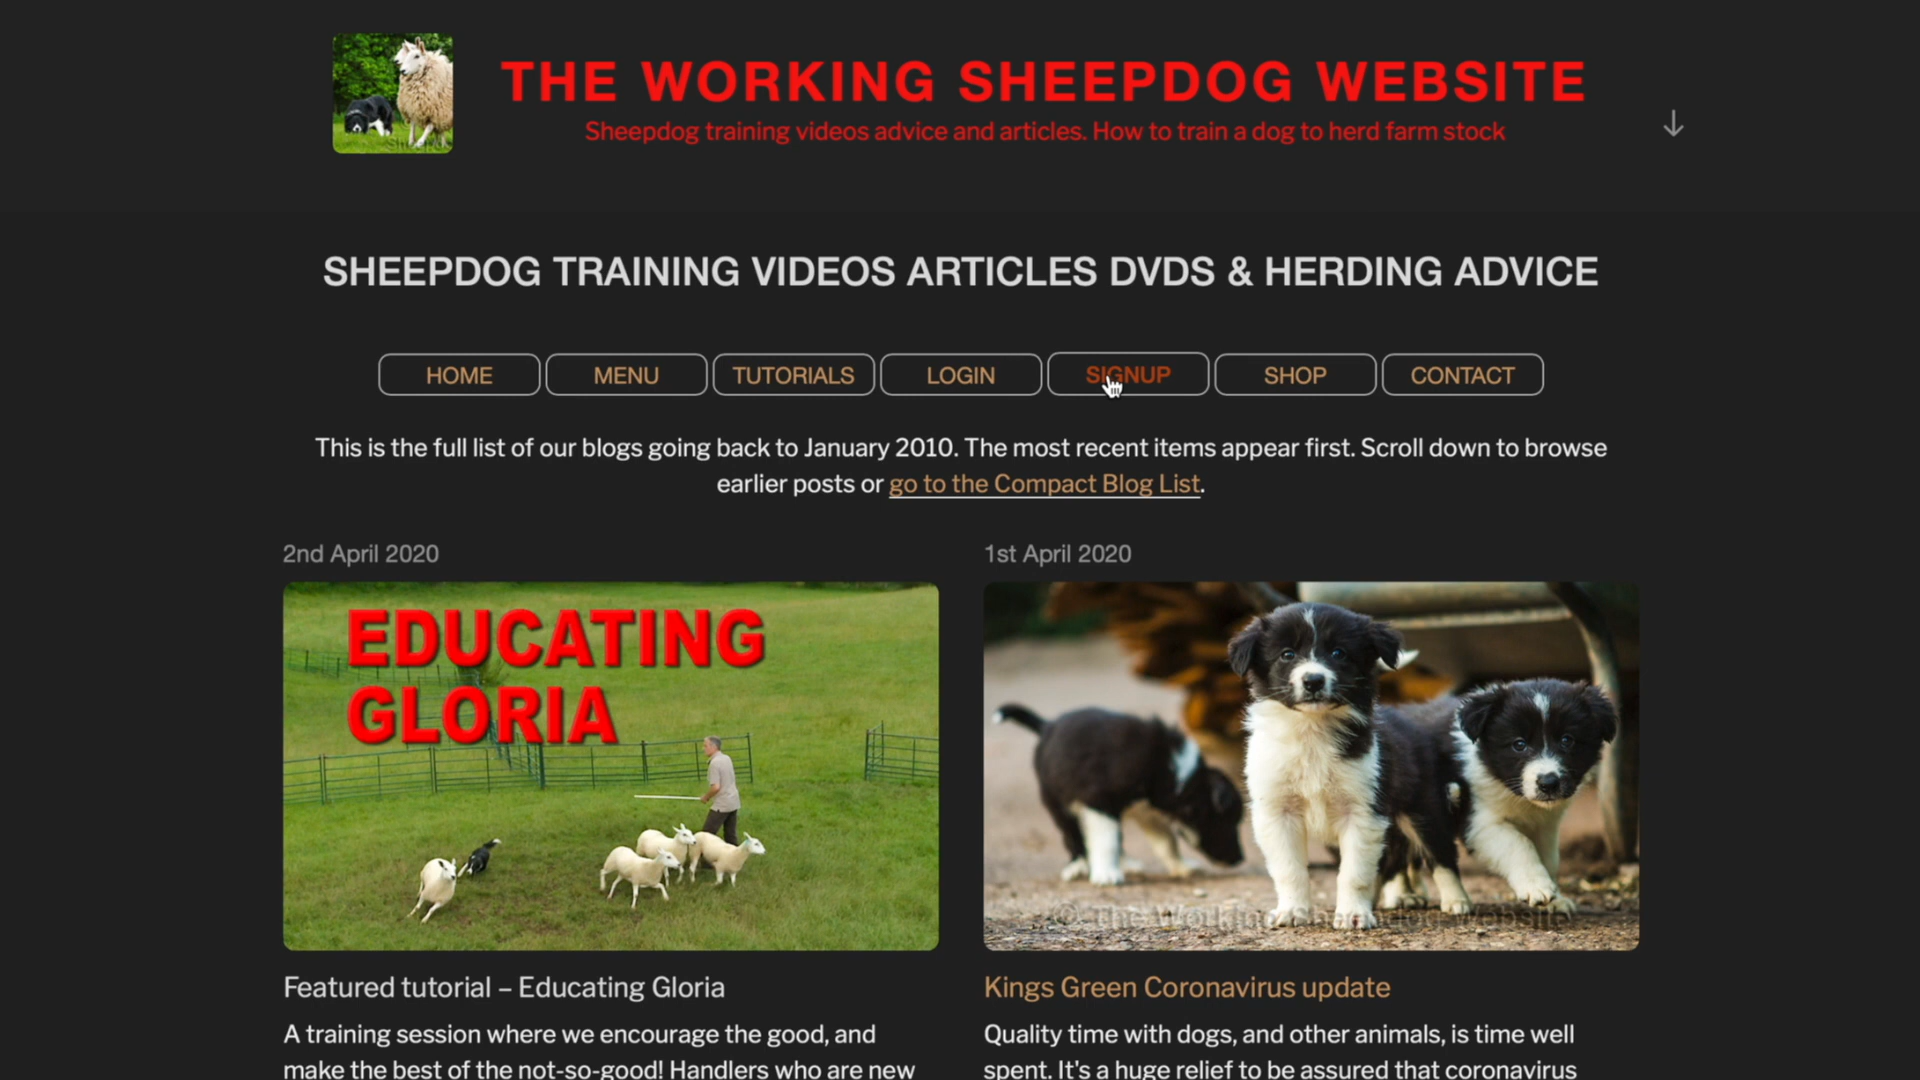 THE WORKING SHEEPDOG WEBSITE
Sheepdog training videos advice and articles. How to train a dog to herd farm stock
SHEEPDOG TRAINING VIDEOS ARTICLES DVDS & HERDING ADVICE
HOME MENU TUTORIALS LOGIN SIGNUP SHOP CONTACT
This is the full list of our blogs going back to January 2010. The most recent items appear first. Scroll down to browse
earlier posts or go to the Compact Blog List.
2nd April 2020
EDUCATING
GLORIA
Featured tutorial – Educating Gloria
A training session where we encourage the good, and
make the best of the not-so-good! Handlers who are new
1st April 2020
© The Working Sheepdog Website
Kings Green Coronavirus update
Quality time with dogs, and other animals, is time well
spent. It's a huge relief to be assured that coronavirus